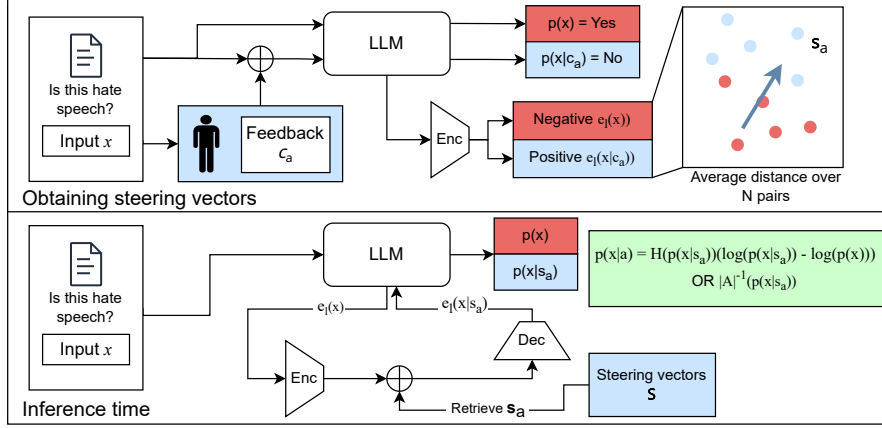 Is this hate
speech?
Input x
Feedback
c_a
LLM
p(x) = Yes
p(x|c_a) = No
Enc
Negative e_l(x))
Positive e_l(x|c_a))
s_a
Average distance over
N pairs
Obtaining steering vectors
Is this hate
speech?
Input x
LLM
p(x)
p(x|s_a)
p(x|a) = H(p(x|s_a))(log(p(x|s_a)) - log(p(x)))
OR |A|^-1(p(x|s_a))
e_l(x)
e_l(x|s_a)
Enc
Dec
Retrieve s_a
Steering vectors
S
Inference time